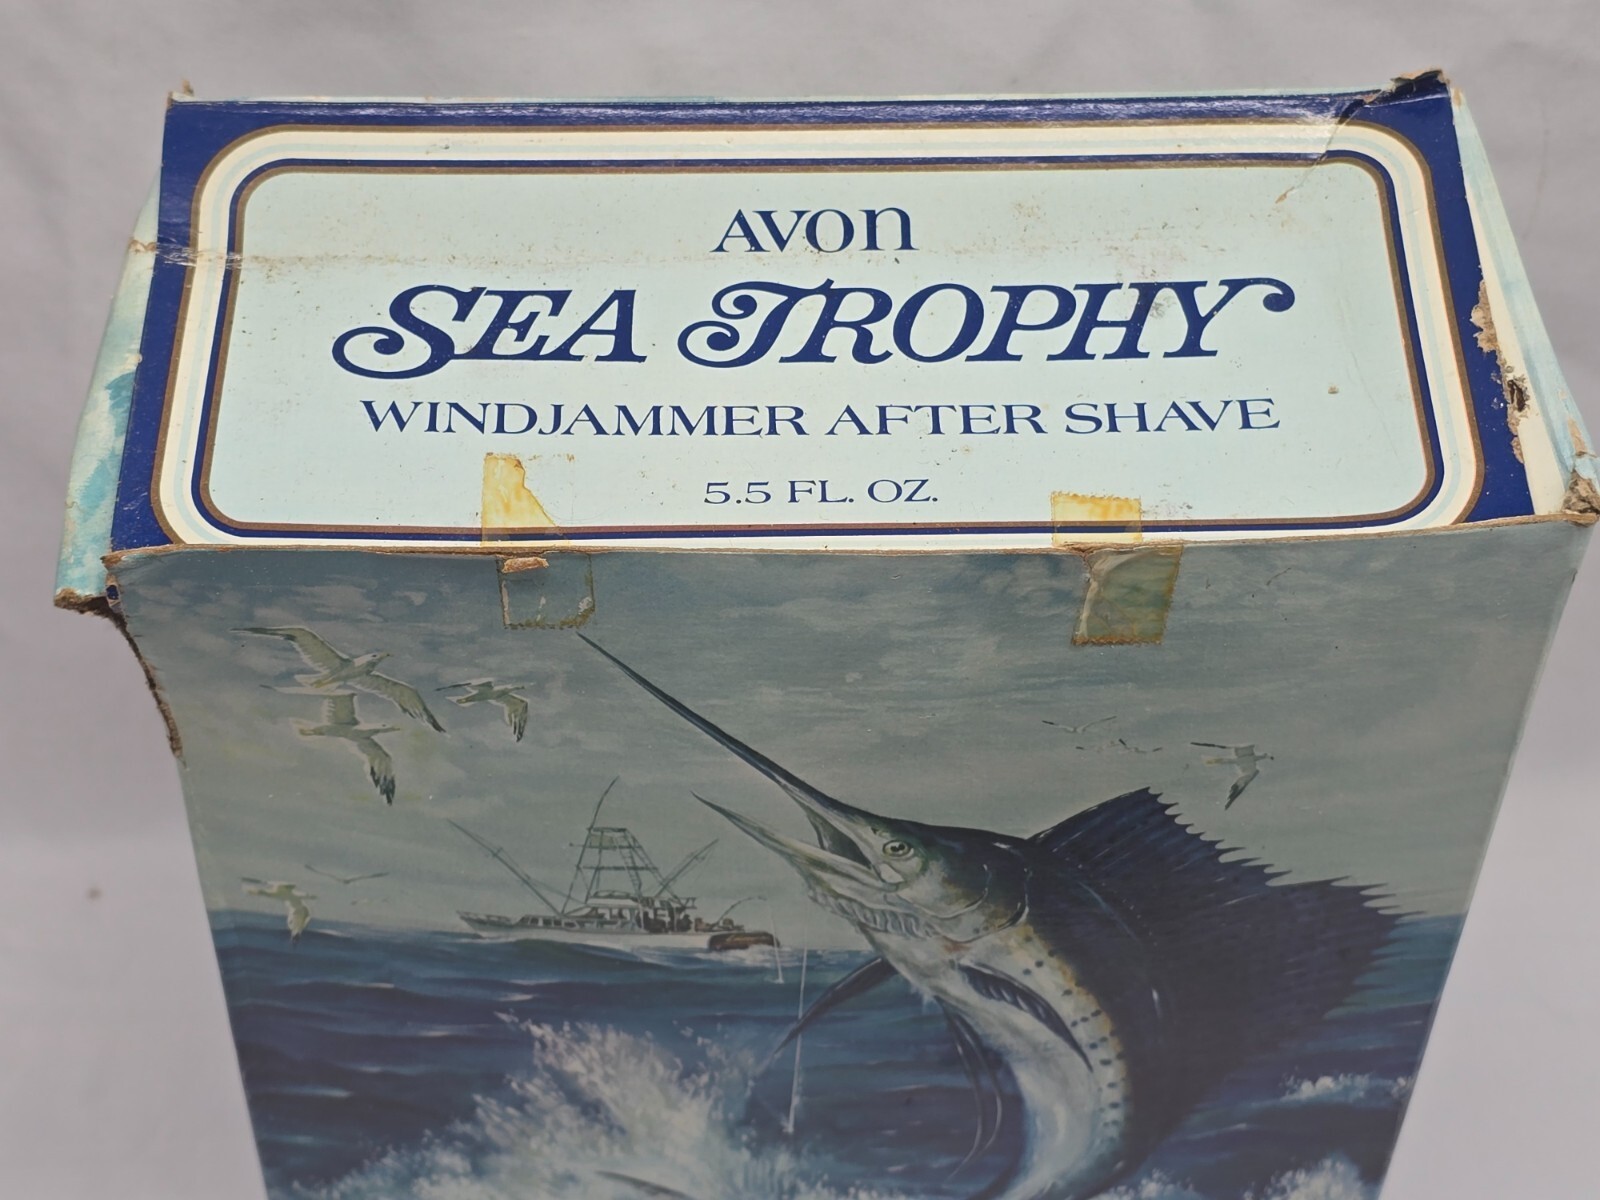 AVON
SEA TROPHY
WINDJAMMER AFTER SHAVE
5.5 FL. OZ.